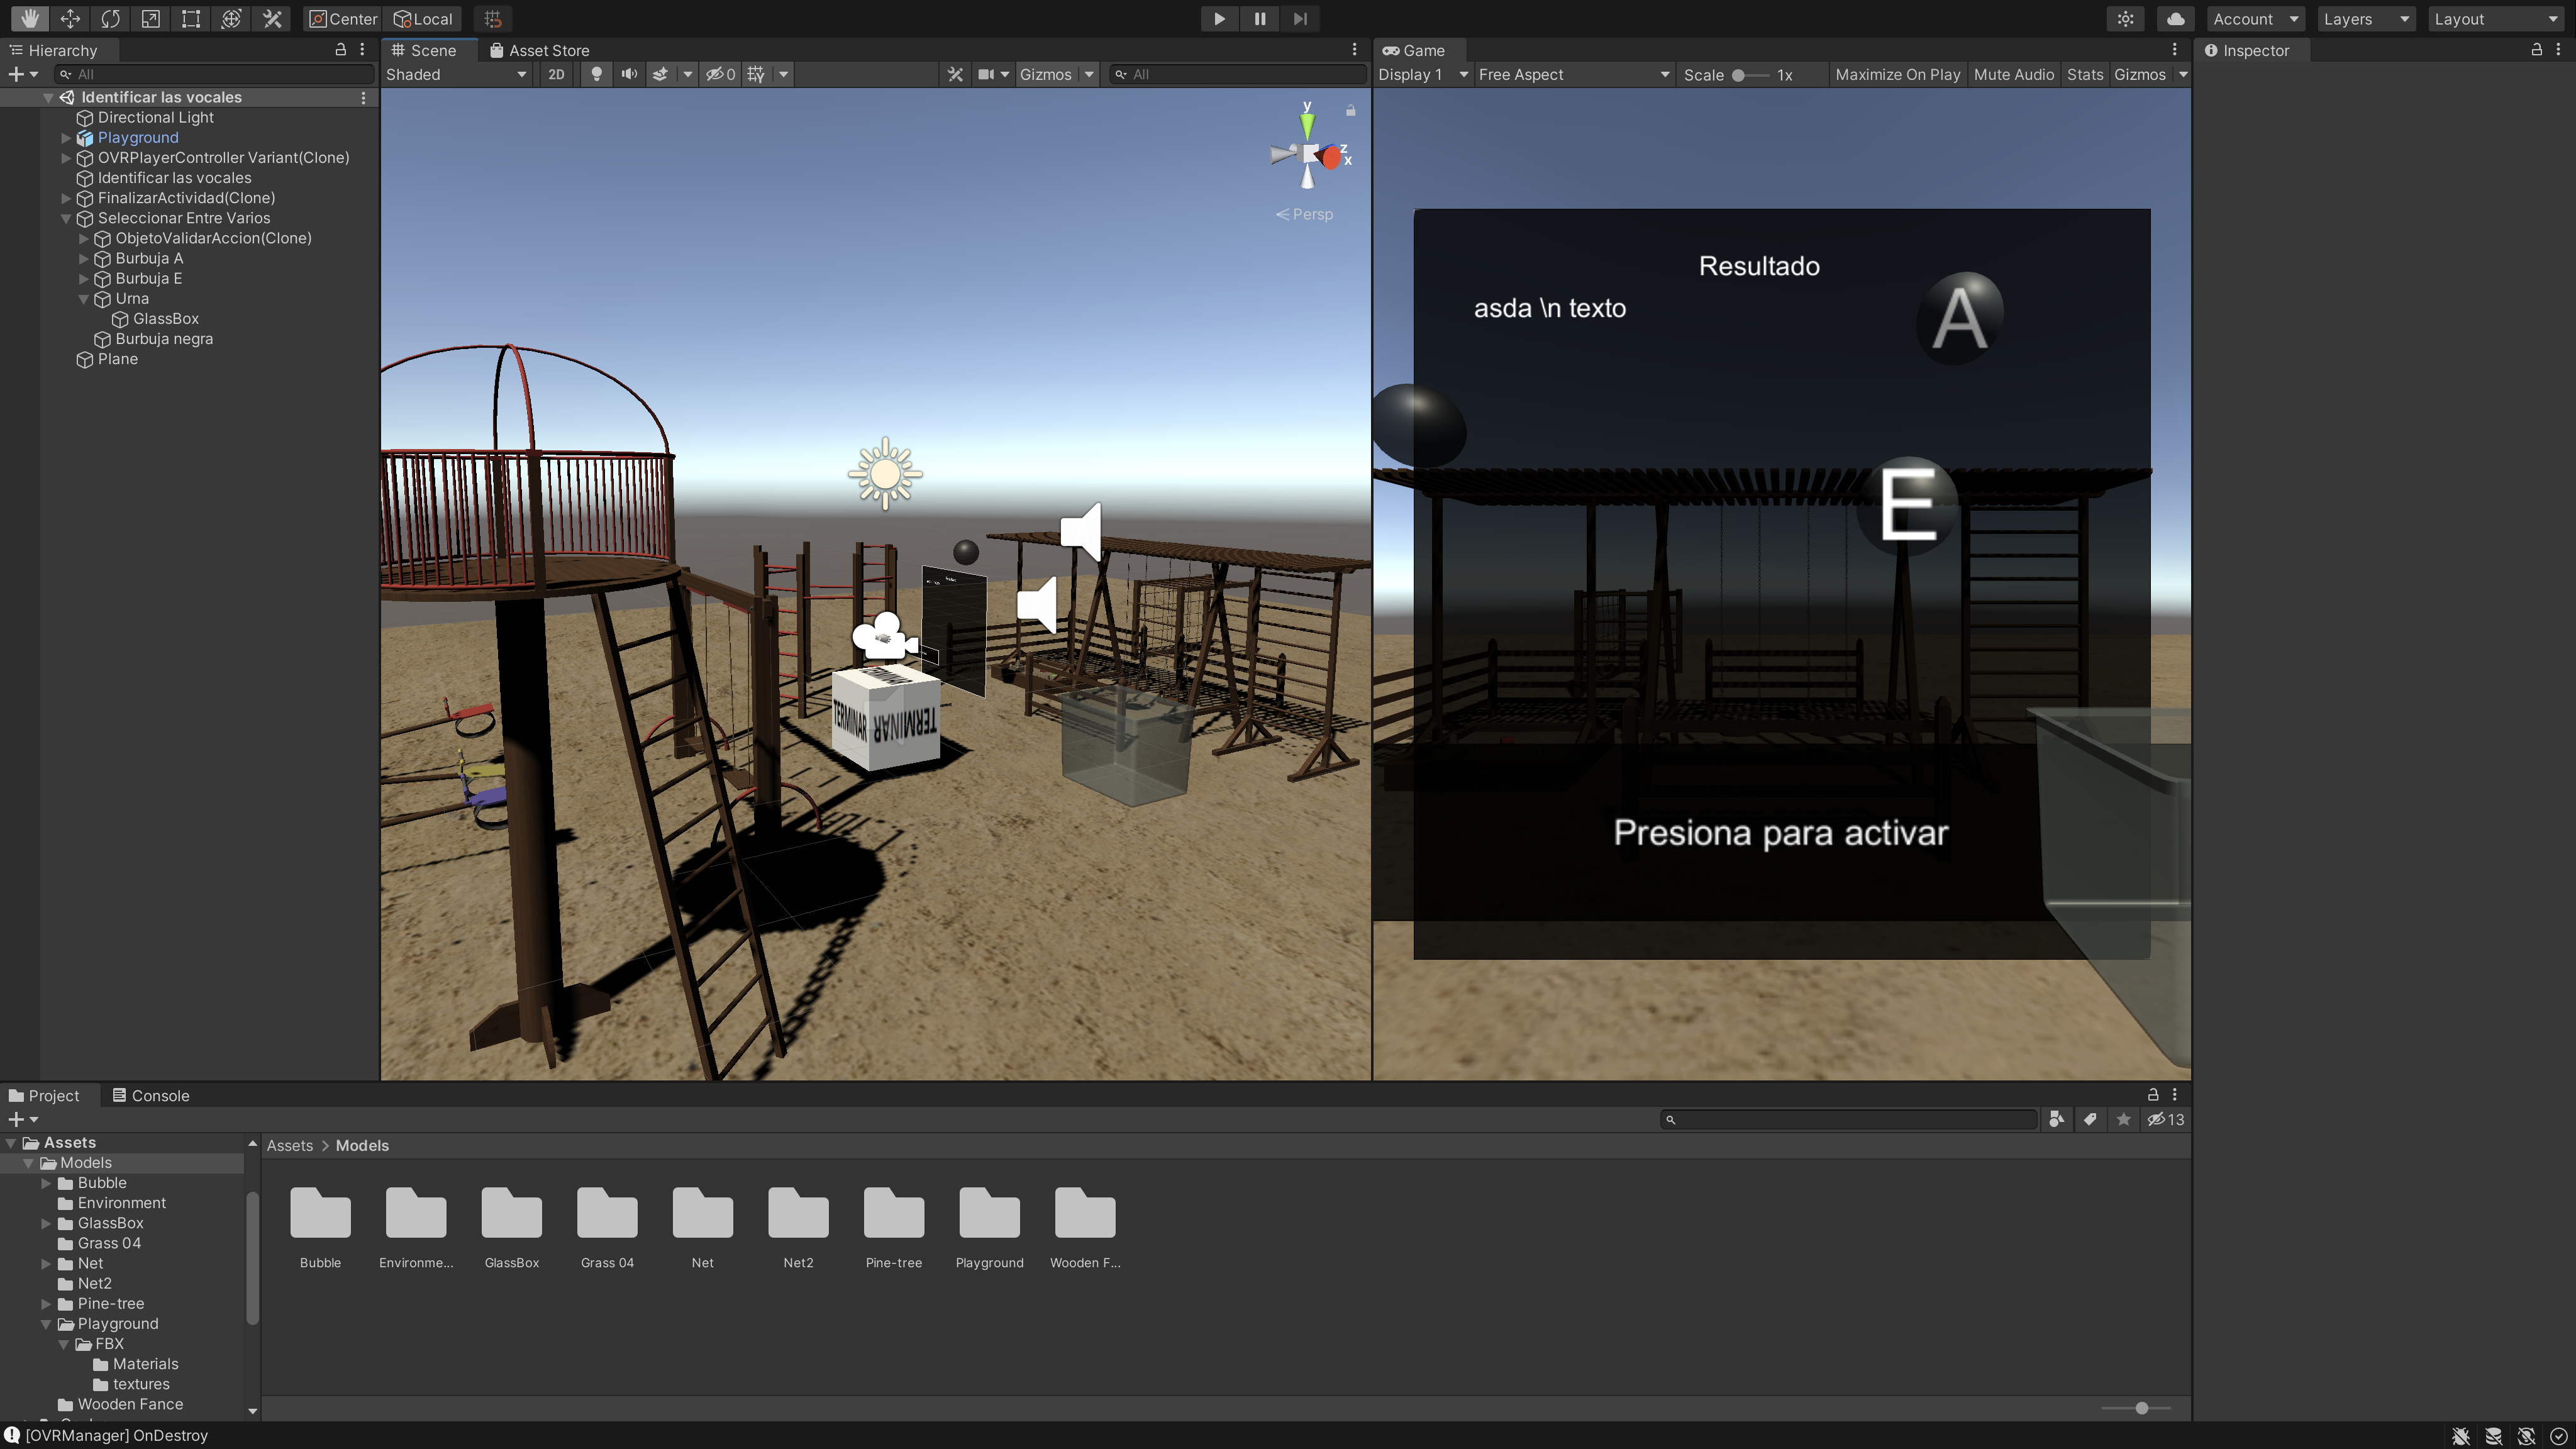 Center
Local
Account
Layers
Layout
Hierarchy
Scene
Asset Store
Game
Inspector
All
Shaded
2D
0
Gizmos
All
Display 1
Free Aspect
Scale
1x
Maximize On Play
Mute Audio
Stats
Gizmos
Identificar las vocales
Directional Light
Playground
OVRPlayerController Variant(Clone)
Identificar las vocales
FinalizarActividad(Clone)
Seleccionar Entre Varios
ObjetoValidarAccion(Clone)
Burbuja A
Burbuja E
Urna
GlassBox
Burbuja negra
Plane
y
z
x
Persp
TERMINAR
TERMINAR
Resultado
asda \n texto
A
E
Presiona para activar
Project
Console
13
Assets
Models
Bubble
Environment
GlassBox
Grass 04
Net
Net2
Pine-tree
Playground
FBX
Materials
textures
Wooden Fance
Assets > Models
Bubble
Environme...
GlassBox
Grass 04
Net
Net2
Pine-tree
Playground
Wooden F...
[OVRManager] OnDestroy